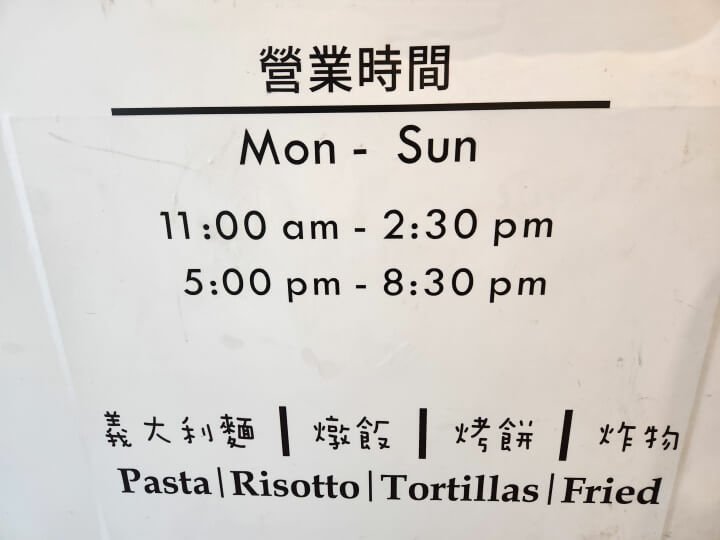 營業時間
Mon - Sun
11:00 am - 2:30 pm
5:00 pm - 8:30 pm
義大利麵 | 燉飯 | 烤餅 | 炸物
Pasta|Risotto|Tortillas|Fried